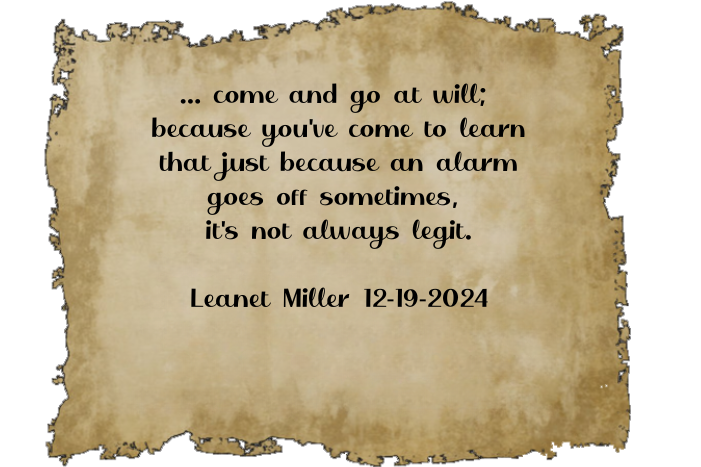 ... come and go at will;
because you've come to learn
that just because an alarm
goes off sometimes,
it's not always legit.
Leanet Miller 12-19-2024